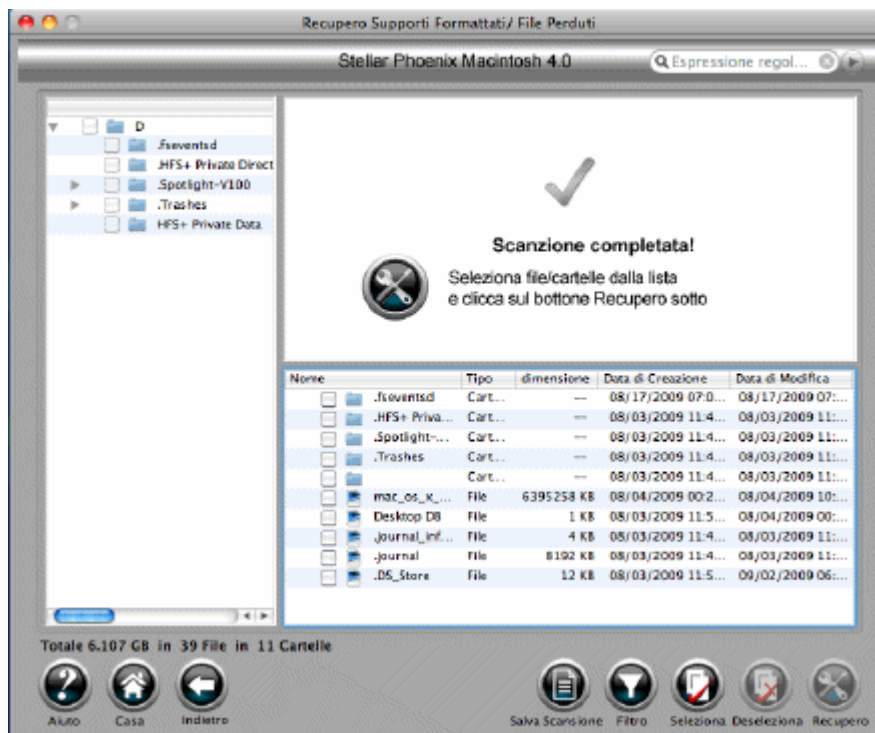 Recupero Supporti Formattati/ File Perduti
Stellar Phoenix Macintosh 4.0
Espressione regol...
D
.fseventsd
.HFS+ Private Direct
.Spotlight-V100
.Trashes
HFS+ Private Data
Scanzione completata!
Seleziona file/cartelle dalla lista
e clicca sul bottone Recupero sotto
Nome Tipo dimensione Data di Creazione Data di Modifica
.fseventsd Cart... -- 08/17/2009 07:0... 08/17/2009 07:...
.HFS+ Priva... Cart... -- 08/03/2009 11:4... 08/03/2009 11:...
.Spotlight-... Cart... -- 08/03/2009 11:4... 08/03/2009 11:...
.Trashes Cart... -- 08/03/2009 11:4... 08/03/2009 11:...
Cart... -- 08/03/2009 11:4... 08/03/2009 11:...
mac_os_x_... File 6395258 KB 08/04/2009 00:2... 08/04/2009 10:...
Desktop DB File 1 KB 08/03/2009 11:5... 08/04/2009 00:...
.journal_inf... File 4 KB 08/03/2009 11:4... 08/03/2009 11:...
.journal File 8192 KB 08/03/2009 11:4... 08/03/2009 11:...
.DS_Store File 12 KB 08/03/2009 11:5... 09/02/2009 06:...
Totale 6.107 GB in 39 File in 11 Cartelle
Aiuto Casa Indietro Salva Scansione Filtro Seleziona Deseleziona Recupero